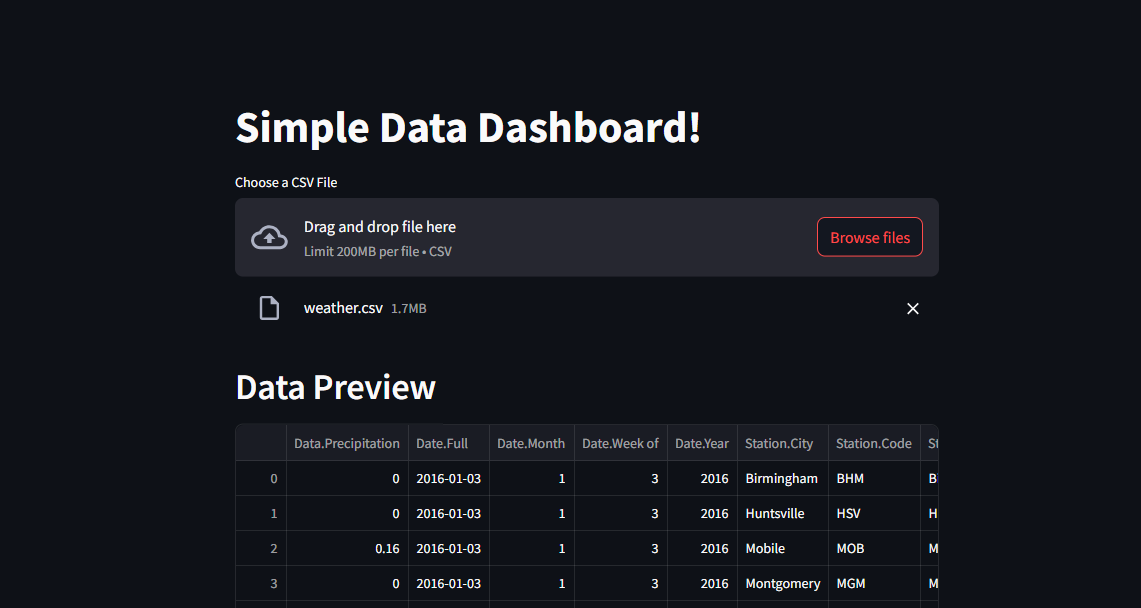 Simple Data Dashboard!
Choose a CSV File
Drag and drop file here
Limit 200MB per file • CSV
Browse files
weather.csv 1.7MB
Data Preview
Data.Precipitation Date.Full Date.Month Date.Week of Date.Year Station.City Station.Code
0 0 2016-01-03 1 3 2016 Birmingham BHM B
1 0 2016-01-03 1 3 2016 Huntsville HSV H
2 0.16 2016-01-03 1 3 2016 Mobile MOB M
3 0 2016-01-03 1 3 2016 Montgomery MGM M